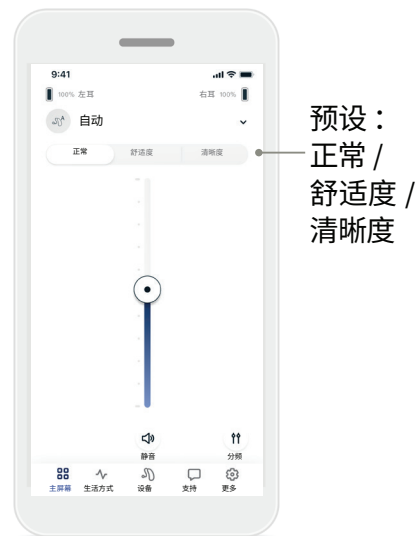 9:41
100% 左耳
右耳 100%
自动
正常
舒适度
清晰度
静音
分频
主屏幕
生活方式
设备
支持
更多
预设：
正常 /
舒适度 /
清晰度